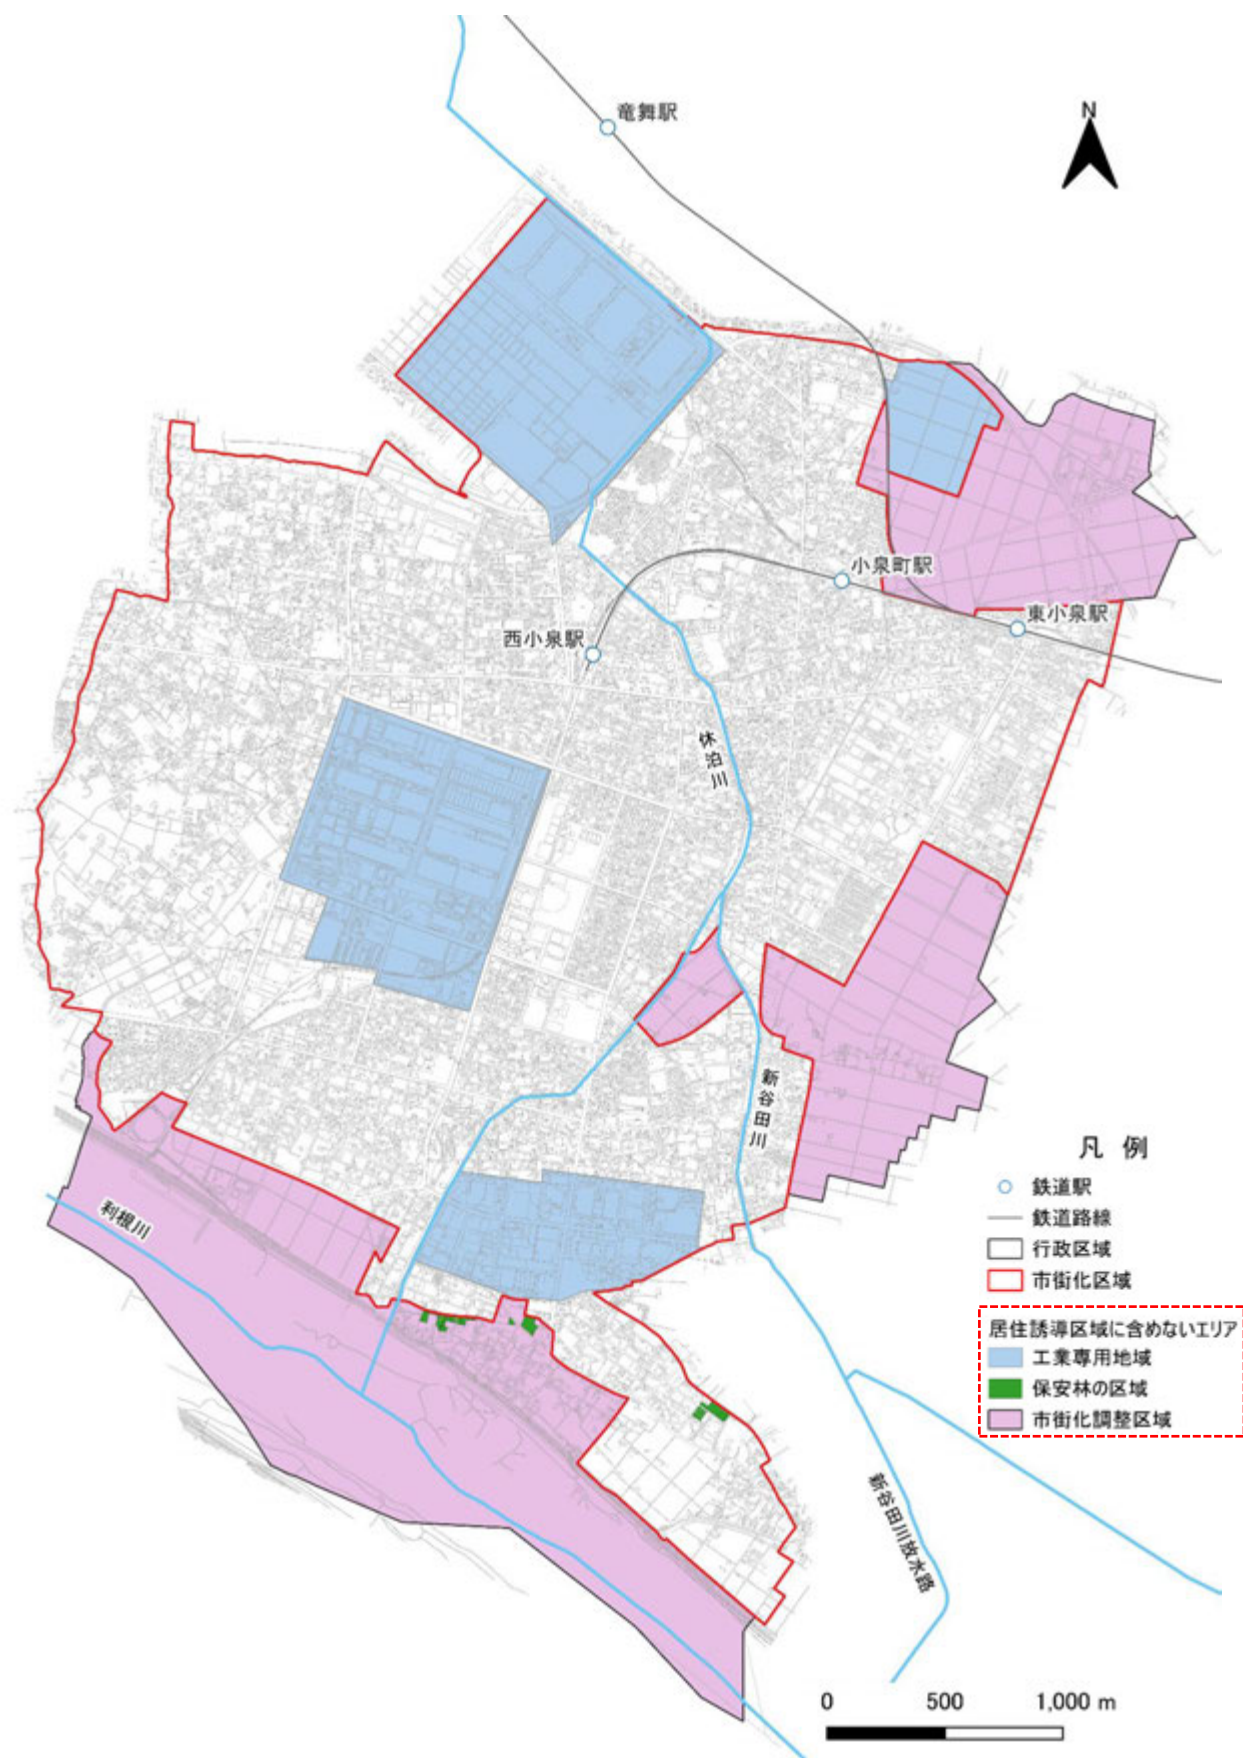 竜舞駅
N
小泉町駅
東小泉駅
西小泉駅
休泊川
新谷田川
利根川
新谷田川放水路
凡 例
鉄道駅
鉄道路線
行政区域
市街化区域
居住誘導区域に含めないエリア
工業専用地域
保安林の区域
市街化調整区域
0 500 1,000 m